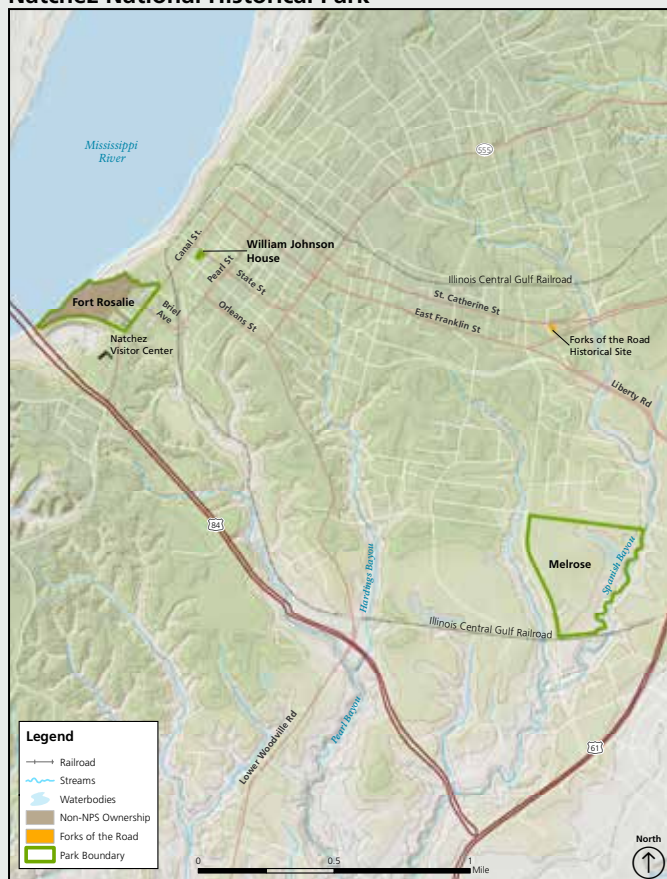 Natchez National Historical Park
Mississippi
River
555
Canal St.
William Johnson
House
Pearl St
State St
Illinois Central Gulf Railroad
St. Catherine St
Fort Rosalie
Briel
Ave
Orleans St
East Franklin St
Natchez
Visitor Center
Forks of the Road
Historical Site
Liberty Rd
84
Hardings Bayou
Melrose
Spanish Bayou
Illinois Central Gulf Railroad
Pearl Bayou
Lower Woodville Rd
61
Legend
Railroad
Streams
Waterbodies
Non-NPS Ownership
Forks of the Road
Park Boundary
0 0.5 1
Mile
North